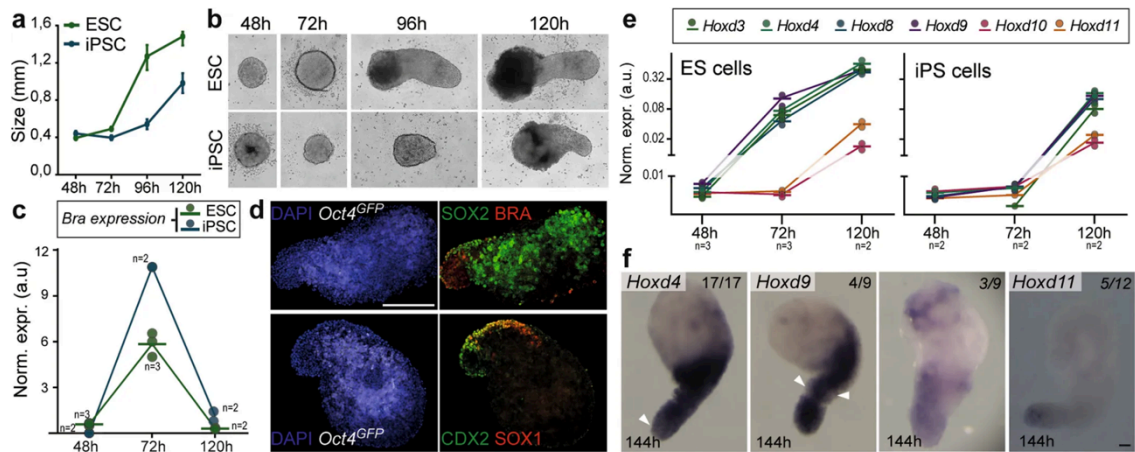 a
ESC
iPSC
Size (mm)
1,6
1,2
0,8
0,4
0,0
48h 72h 96h 120h
b
48h 72h 96h 120h
ESC
iPSC
c
Bra expression
ESC
iPSC
Norm. expr. (a.u)
12
9
6
3
n=2
n=3
n=3
n=2
n=2
n=2
48h 72h 120h
d
DAPI Oct4GFP
SOX2 BRA
DAPI Oct4GFP
CDX2 SOX1
e
Hoxd3 Hoxd4 Hoxd8 Hoxd9 Hoxd10 Hoxd11
ES cells
iPS cells
Norm. expr. (a.u.)
0.32
0.08
0.02
0.01
48h 72h 120h
n=3 n=3 n=2
48h 72h 120h
n=2 n=2 n=2
f
Hoxd4 17/17
144h
Hoxd9 4/9
144h
3/9
144h
Hoxd11 5/12
144h